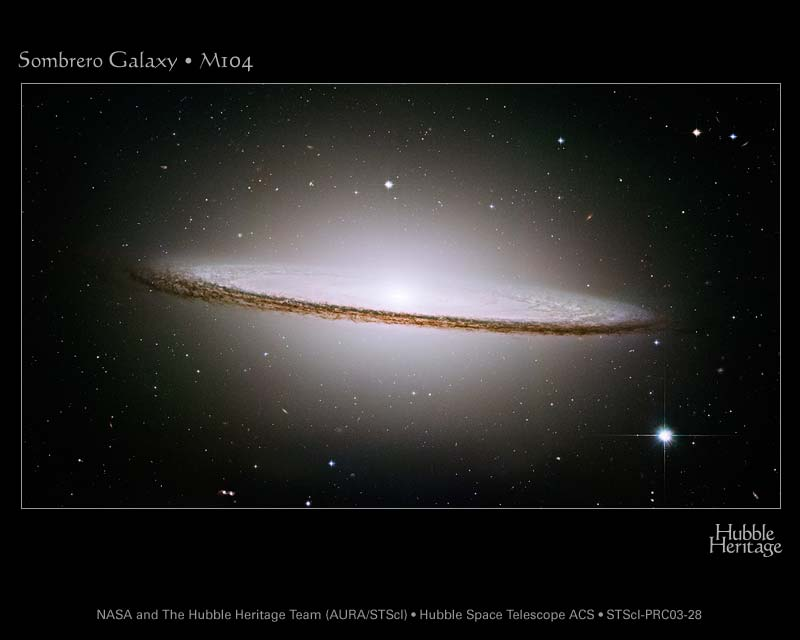 Sombrero Galaxy • M104
Hubble
Heritage
NASA and The Hubble Heritage Team (AURA/STScI) • Hubble Space Telescope ACS • STScI-PRC03-28